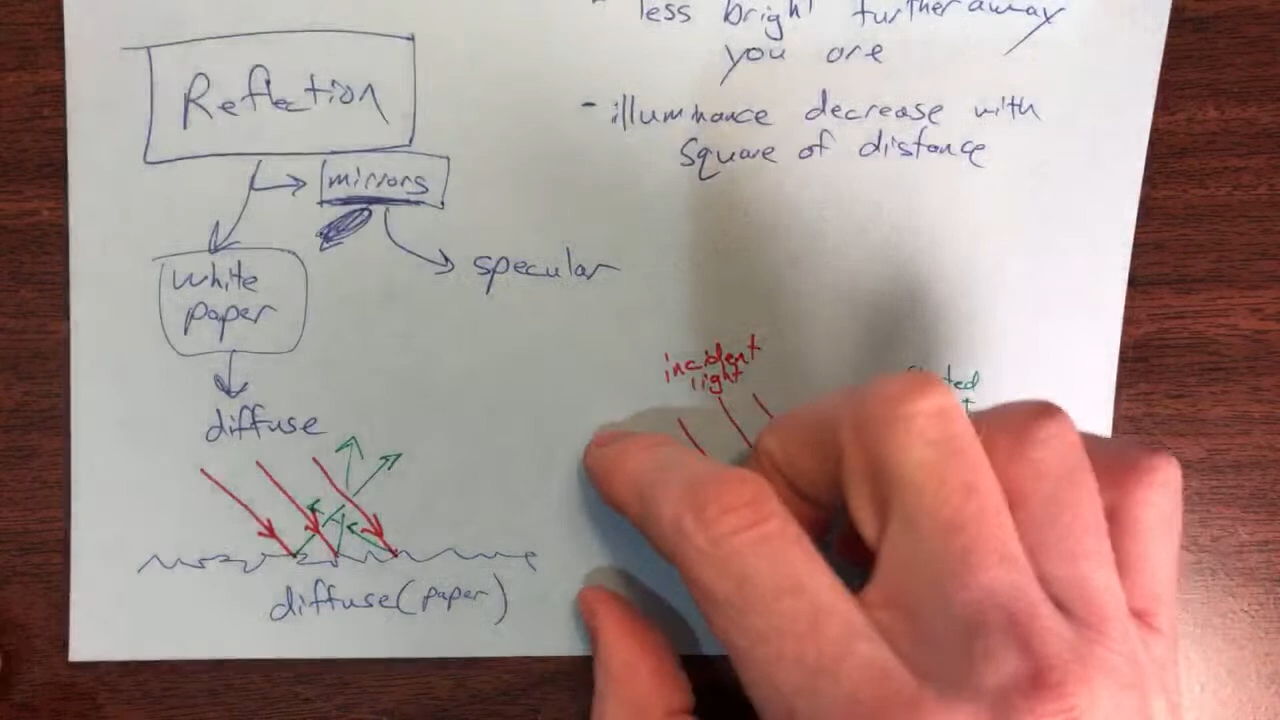 less bright further away
you are
- illuminance decrease with
square of distance
Reflection
mirrors
white
paper
specular
diffuse
incident
light
diffuse (paper)